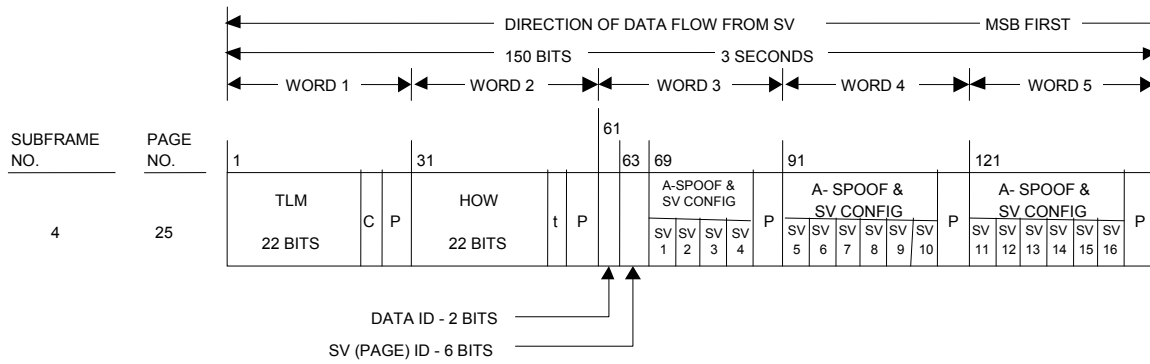 DIRECTION OF DATA FLOW FROM SV MSB FIRST
150 BITS 3 SECONDS
WORD 1 WORD 2 WORD 3 WORD 4 WORD 5
SUBFRAME NO.
PAGE NO.
1 31 61 63 69 91 121
4 25
TLM
22 BITS
C P
HOW
22 BITS
t P
A-SPOOF &
SV CONFIG
SV 1 SV 2 SV 3 SV 4
P
A- SPOOF &
SV CONFIG
SV 5 SV 6 SV 7 SV 8 SV 9 SV 10
P
A- SPOOF &
SV CONFIG
SV 11 SV 12 SV 13 SV 14 SV 15 SV 16
P
DATA ID - 2 BITS
SV (PAGE) ID - 6 BITS